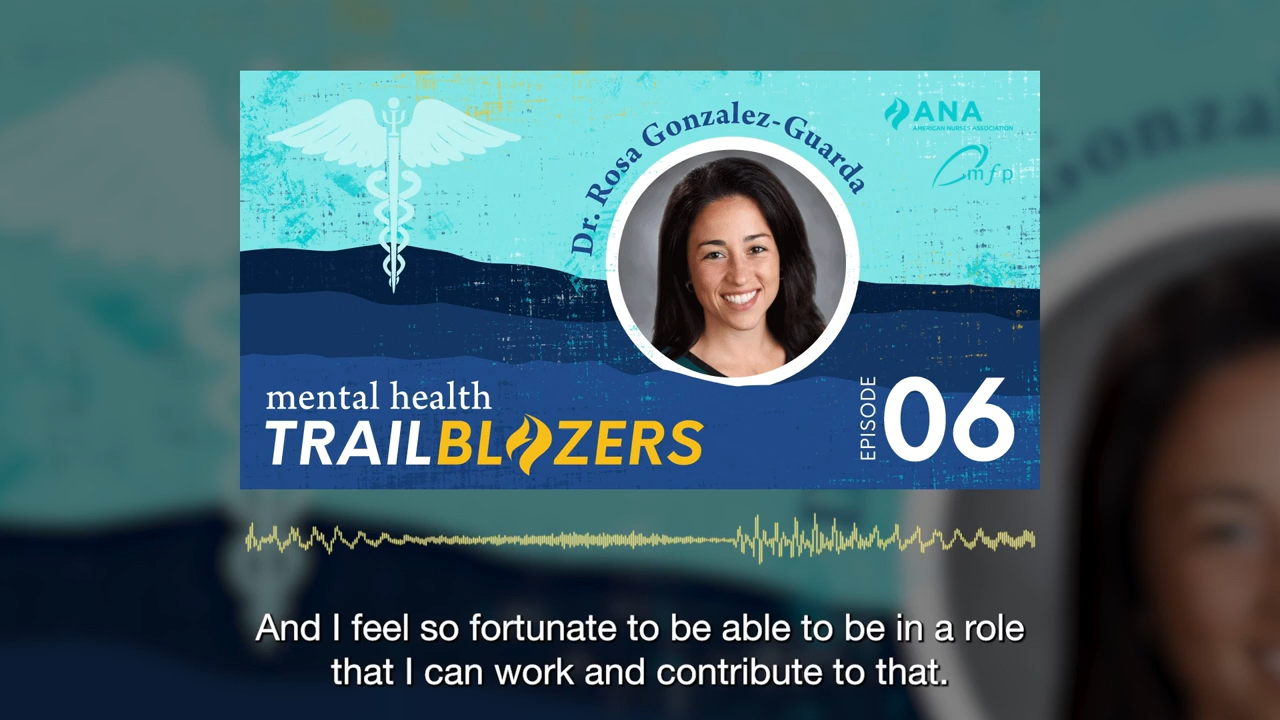 Dr. Rosa Gonzalez-Guarda
ANA
AMERICAN NURSES ASSOCIATION
mfp
mental health
TRAILBLAZERS
EPISODE
06
And I feel so fortunate to be able to be in a role
that I can work and contribute to that.